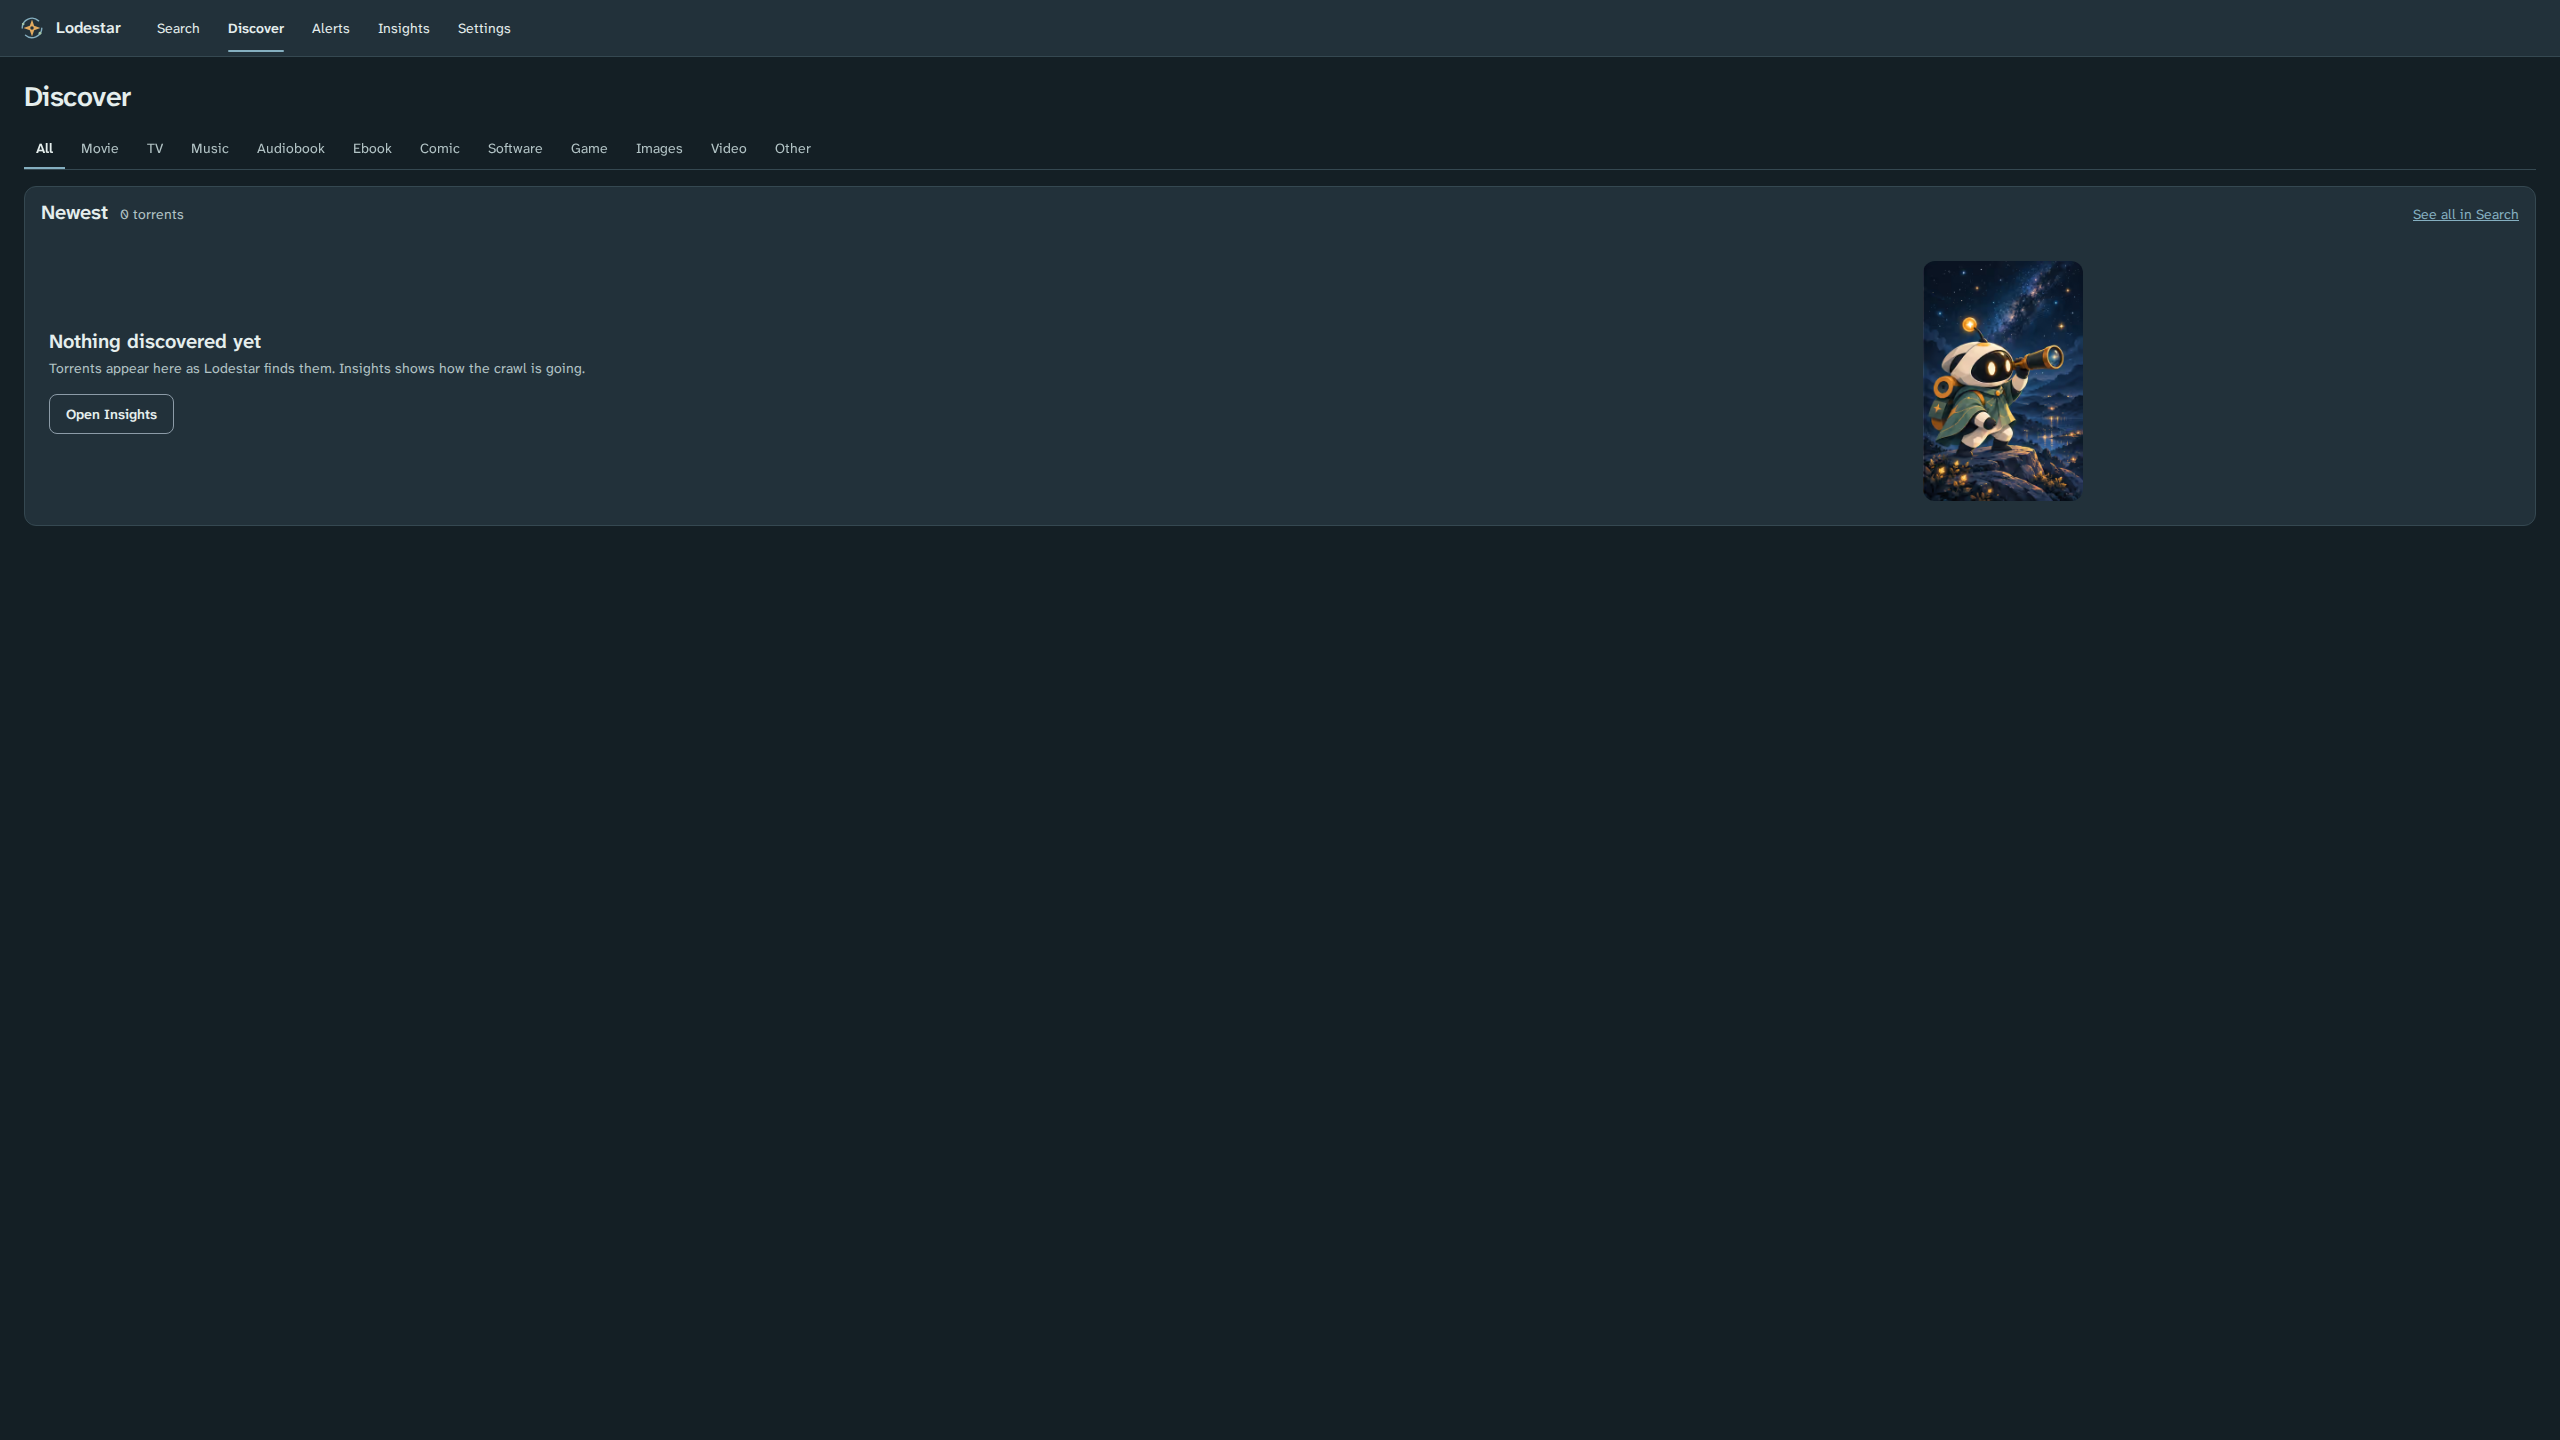 Lodestar Search Discover Alerts Insights Settings
Discover
All Movie TV Music Audiobook Ebook Comic Software Game Images Video Other
Newest 0 torrents See all in Search
Nothing discovered yet
Torrents appear here as Lodestar finds them. Insights shows how the crawl is going.
Open Insights